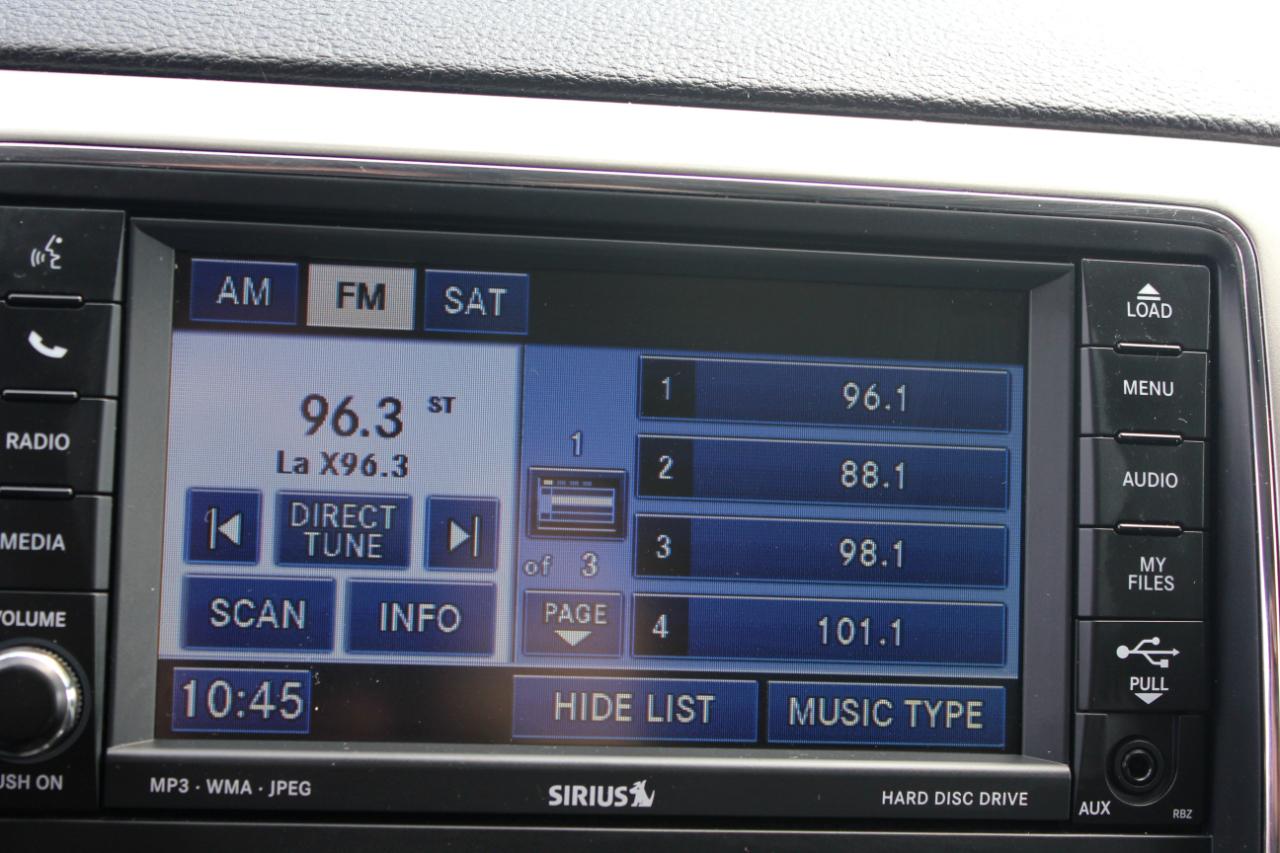 AM FM SAT
96.3 ST
La X96.3
DIRECT
TUNE
SCAN INFO
1
of 3
PAGE
1 96.1
2 88.1
3 98.1
4 101.1
10:45 HIDE LIST MUSIC TYPE
RADIO
MEDIA
VOLUME
USH ON
LOAD
MENU
AUDIO
MY
FILES
PULL
AUX RBZ
MP3 · WMA · JPEG SIRIUS HARD DISC DRIVE